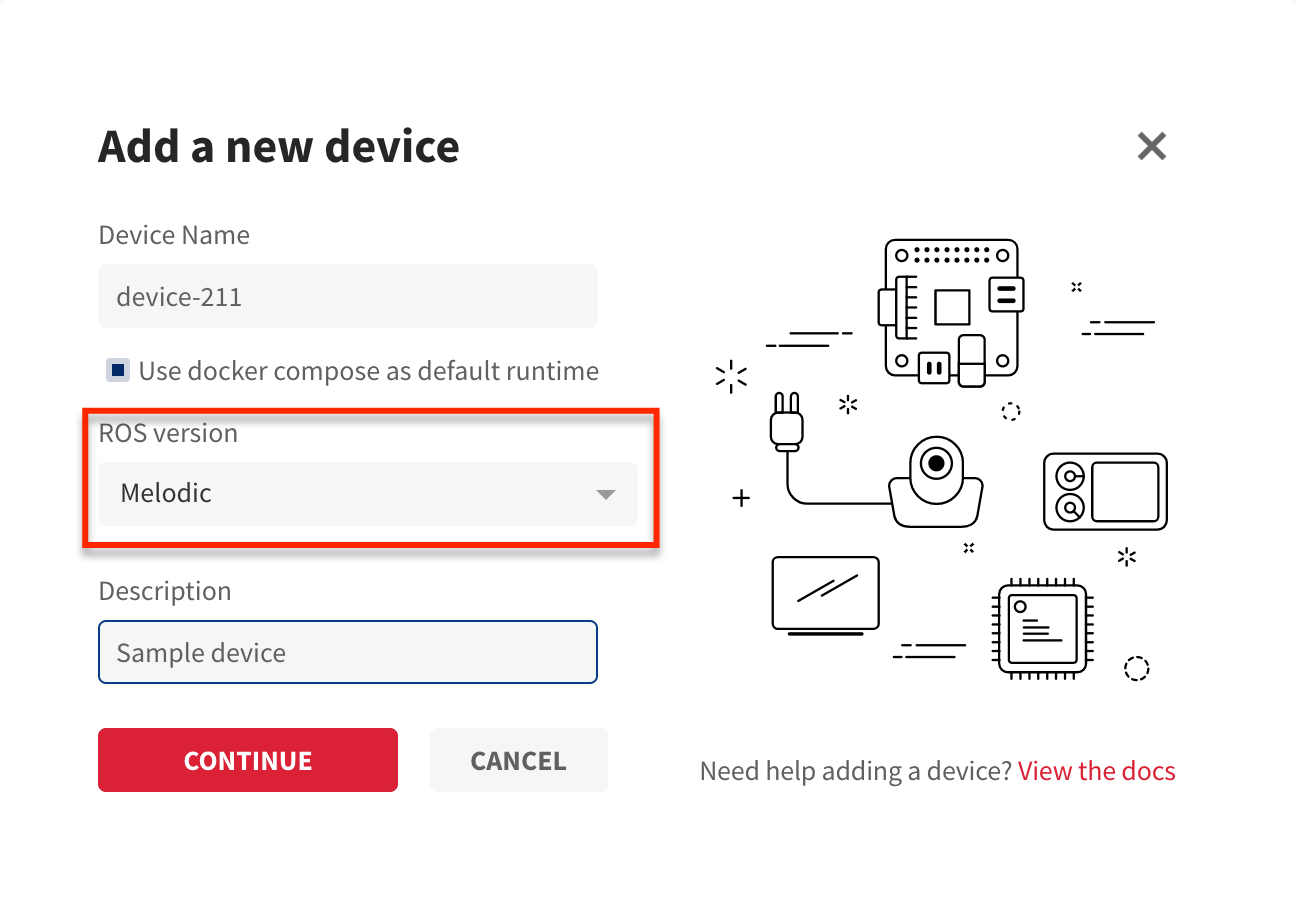 Add a new device
Device Name
device-211
Use docker compose as default runtime
ROS version
Melodic
Description
Sample device
CONTINUE
CANCEL
Need help adding a device? View the docs